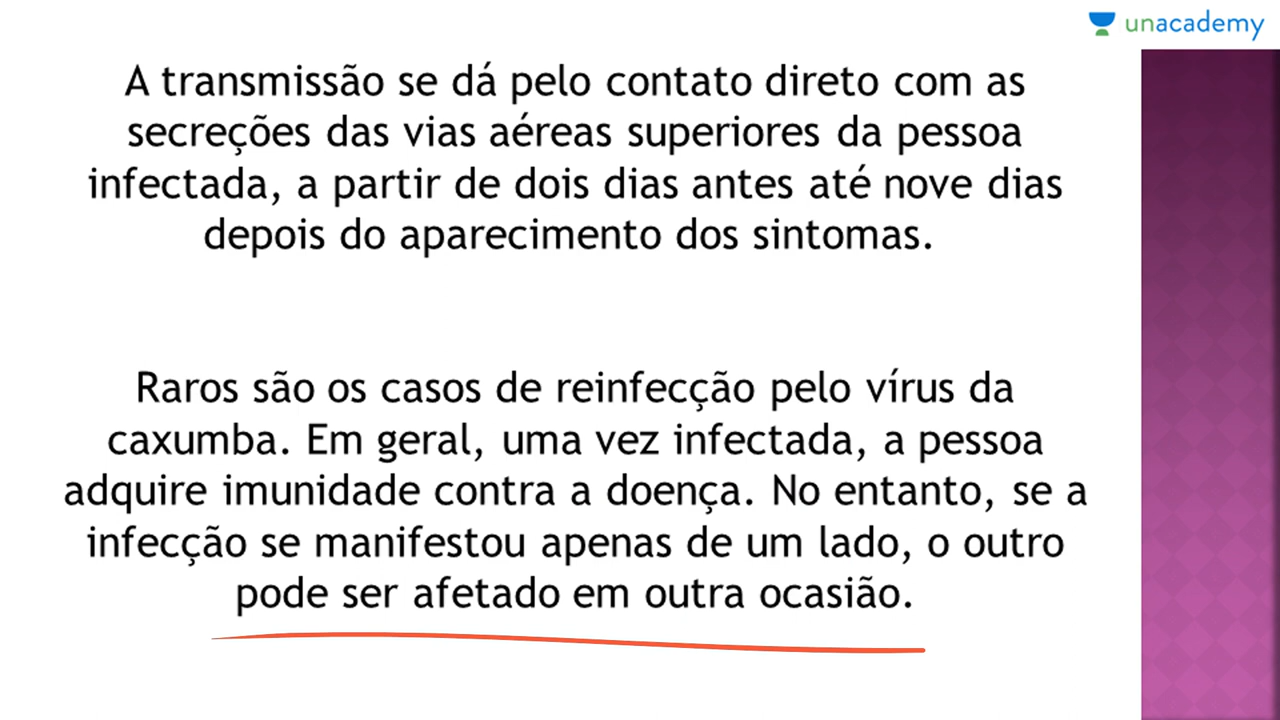 unacademy
A transmissão se dá pelo contato direto com as
secreções das vias aéreas superiores da pessoa
infectada, a partir de dois dias antes até nove dias
depois do aparecimento dos sintomas.
Raros são os casos de reinfecção pelo vírus da
caxumba. Em geral, uma vez infectada, a pessoa
adquire imunidade contra a doença. No entanto, se a
infecção se manifestou apenas de um lado, o outro
pode ser afetado em outra ocasião.